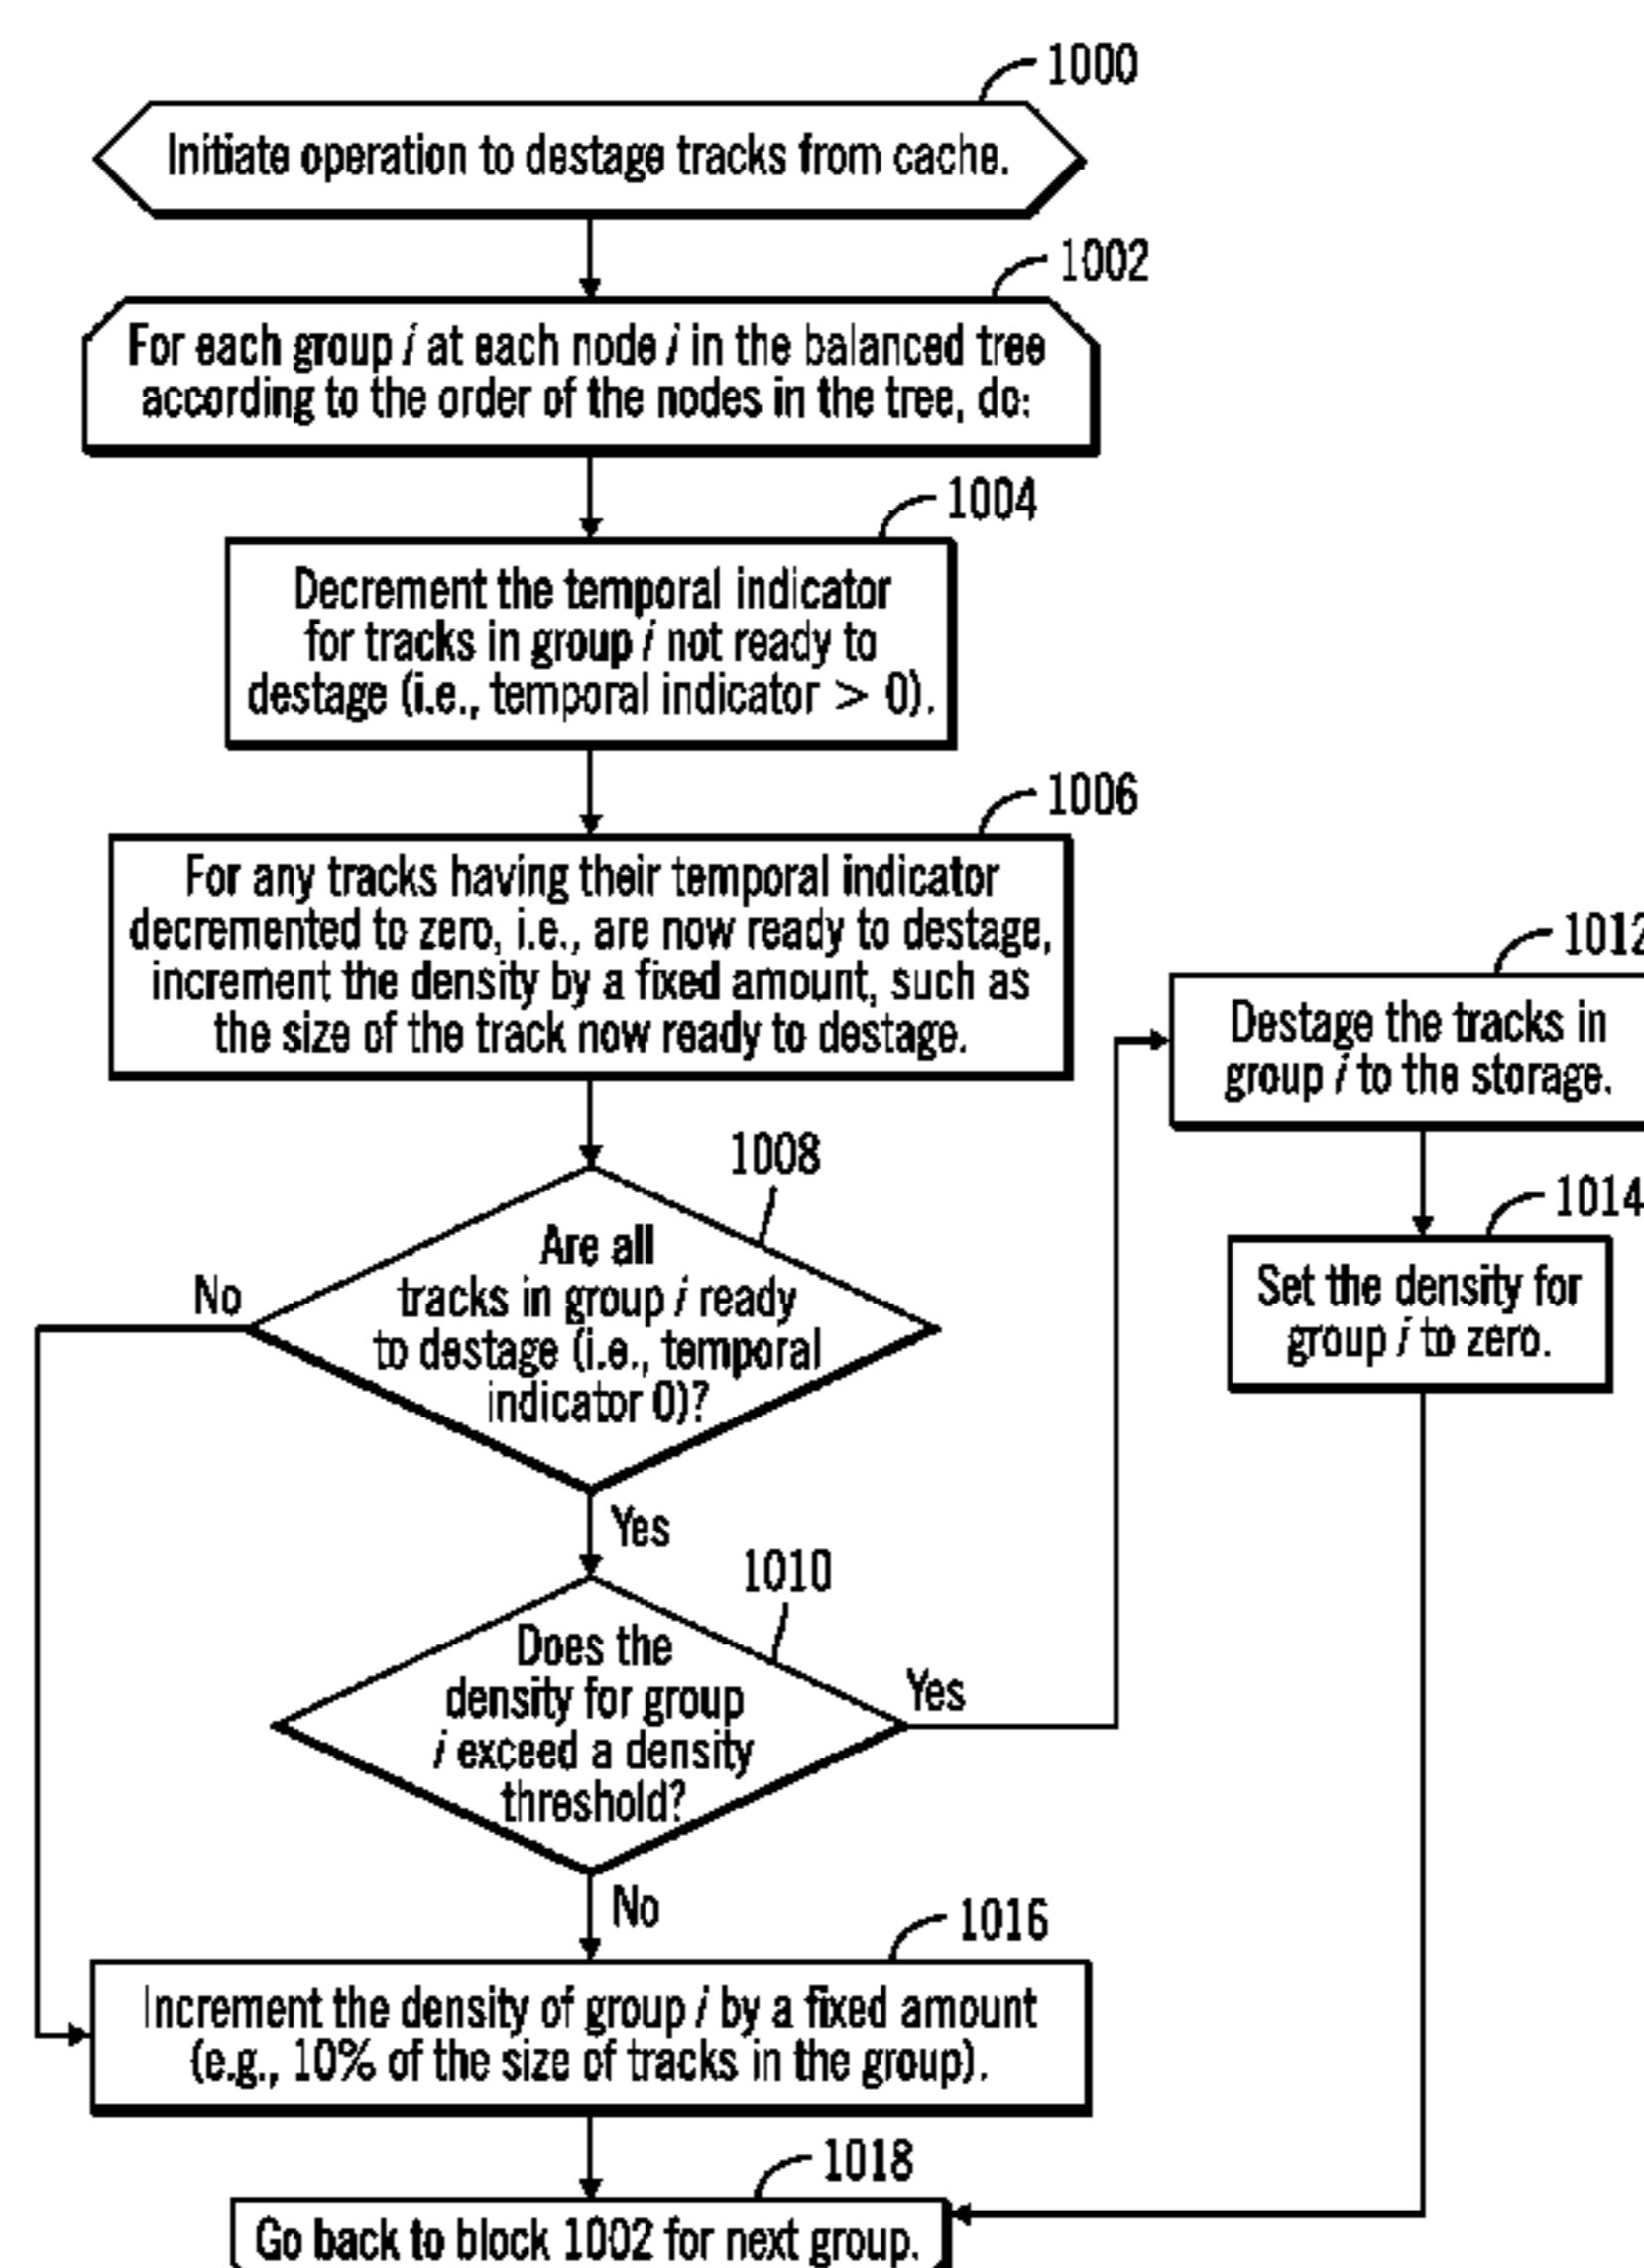 1000
Initiate operation to destage tracks from cache.
1002
For each group i at each node i in the balanced tree
according to the order of the nodes in the tree, do:
1004
Decrement the temporal indicator
for tracks in group i not ready to
destage (i.e., temporal indicator > 0).
1006
For any tracks having their temporal indicator
decremented to zero, i.e., are now ready to destage,
increment the density by a fixed amount, such as
the size of the track now ready to destage.
1012
Destage the tracks in
group i to the storage.
1014
Set the density for
group i to zero.
1008
Are all
tracks in group i ready
to destage (i.e., temporal
indicator 0)?
No
Yes
1010
Does the
density for group
i exceed a density
threshold?
Yes
No
1016
Increment the density of group i by a fixed amount
(e.g., 10% of the size of tracks in the group).
1018
Go back to block 1002 for next group.